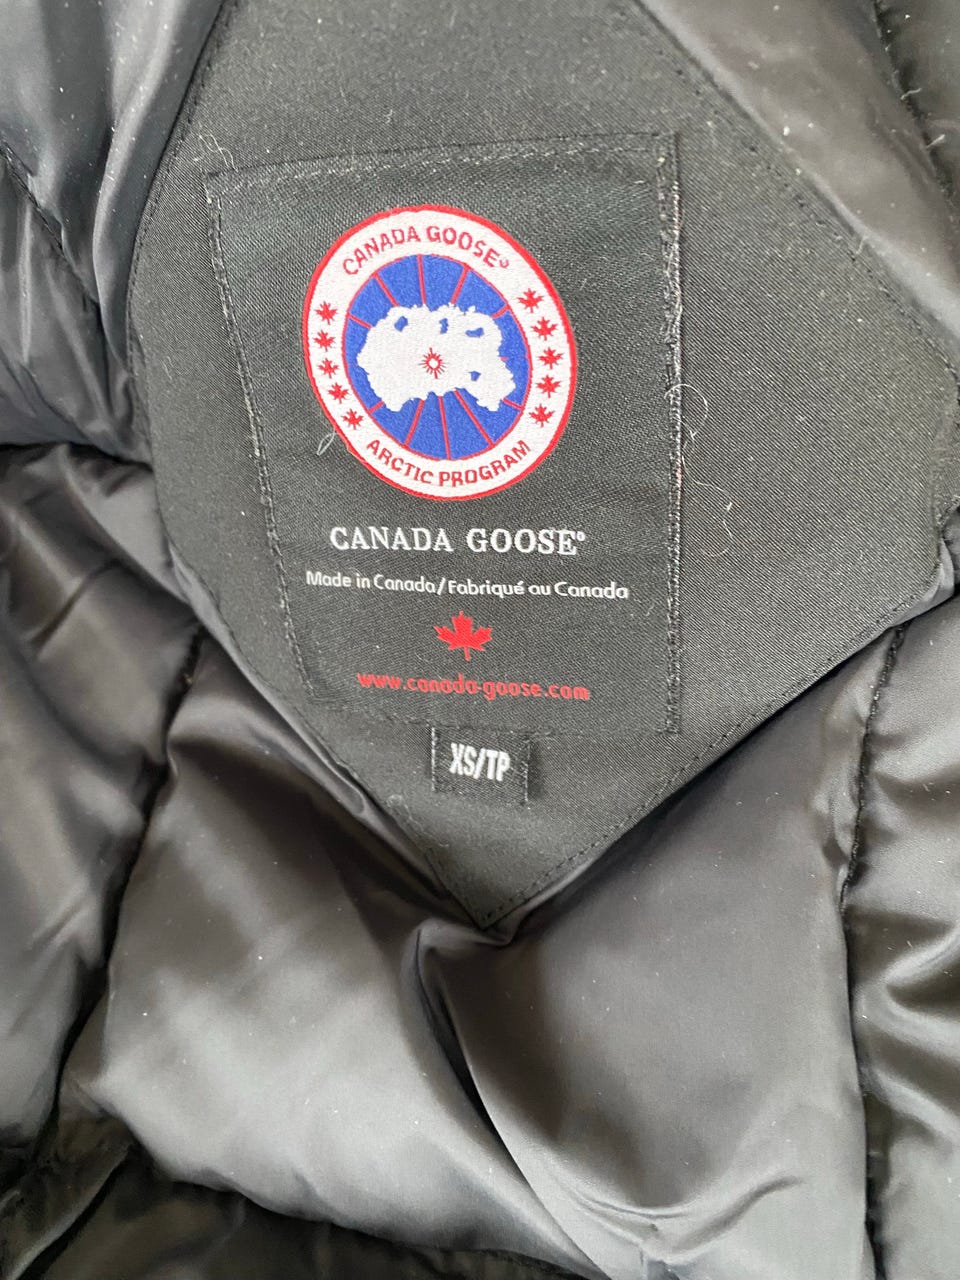 CANADA GOOSE®
ARCTIC PROGRAM
CANADA GOOSE®
Made in Canada/Fabriqué au Canada
www.canada-goose.com
XS/TP